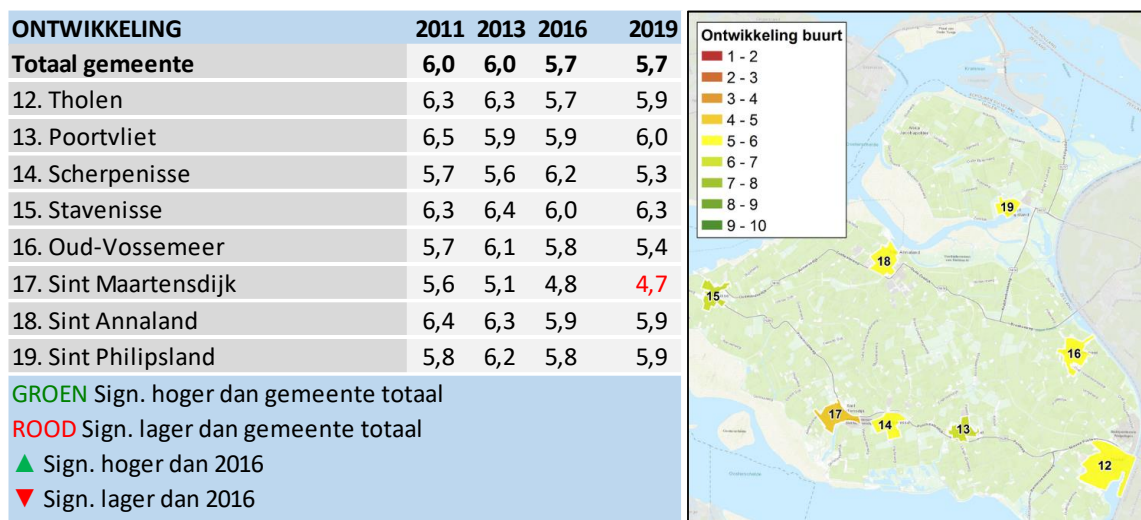 ONTWIKKELING 2011 2013 2016 2019
Totaal gemeente 6,0 6,0 5,7 5,7
12. Tholen 6,3 6,3 5,7 5,9
13. Poortvliet 6,5 5,9 5,9 6,0
14. Scherpenisse 5,7 5,6 6,2 5,3
15. Stavenisse 6,3 6,4 6,0 6,3
16. Oud-Vossemeer 5,7 6,1 5,8 5,4
17. Sint Maartensdijk 5,6 5,1 4,8 4,7
18. Sint Annaland 6,4 6,3 5,9 5,9
19. Sint Philipsland 5,8 6,2 5,8 5,9
GROEN Sign. hoger dan gemeente totaal
ROOD Sign. lager dan gemeente totaal
▲ Sign. hoger dan 2016
▼ Sign. lager dan 2016
Ontwikkeling buurt
1 - 2
2 - 3
3 - 4
4 - 5
5 - 6
6 - 7
7 - 8
8 - 9
9 - 10
19
18
15
16
17
14
13
12